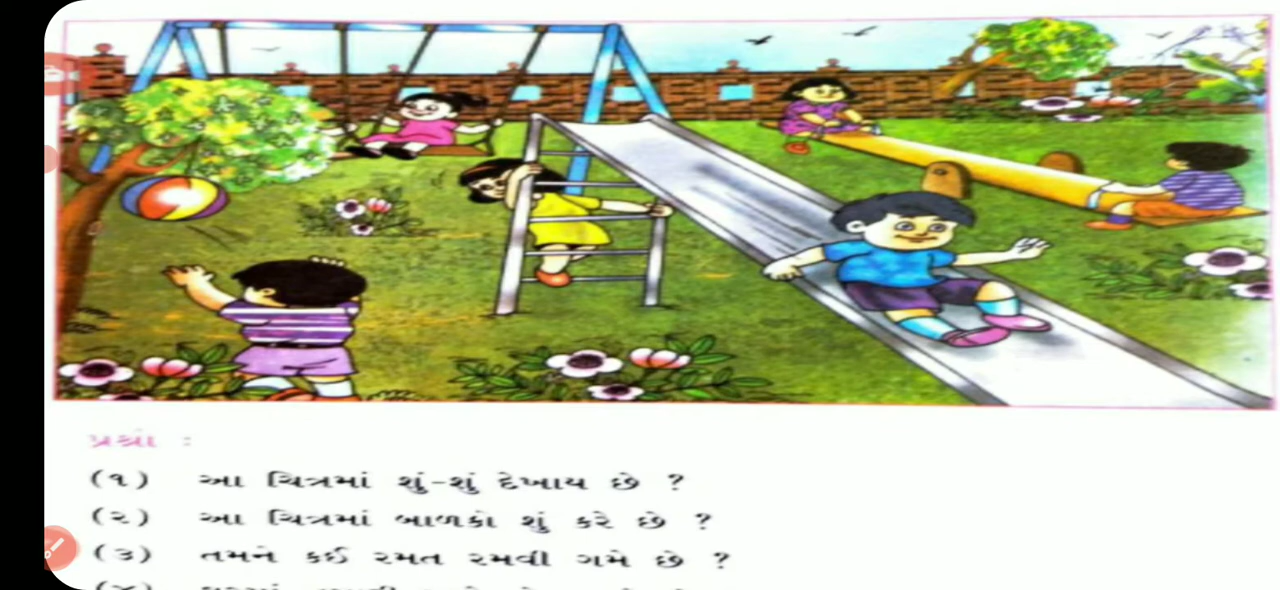 પ્રશ્નો :
(૧) આ ચિત્રમાં શું-શું દેખાય છે ?
(૨) આ ચિત્રમાં બાળકો શું કરે છે ?
(૩) તમને કઈ રમત રમવી ગમે છે ?